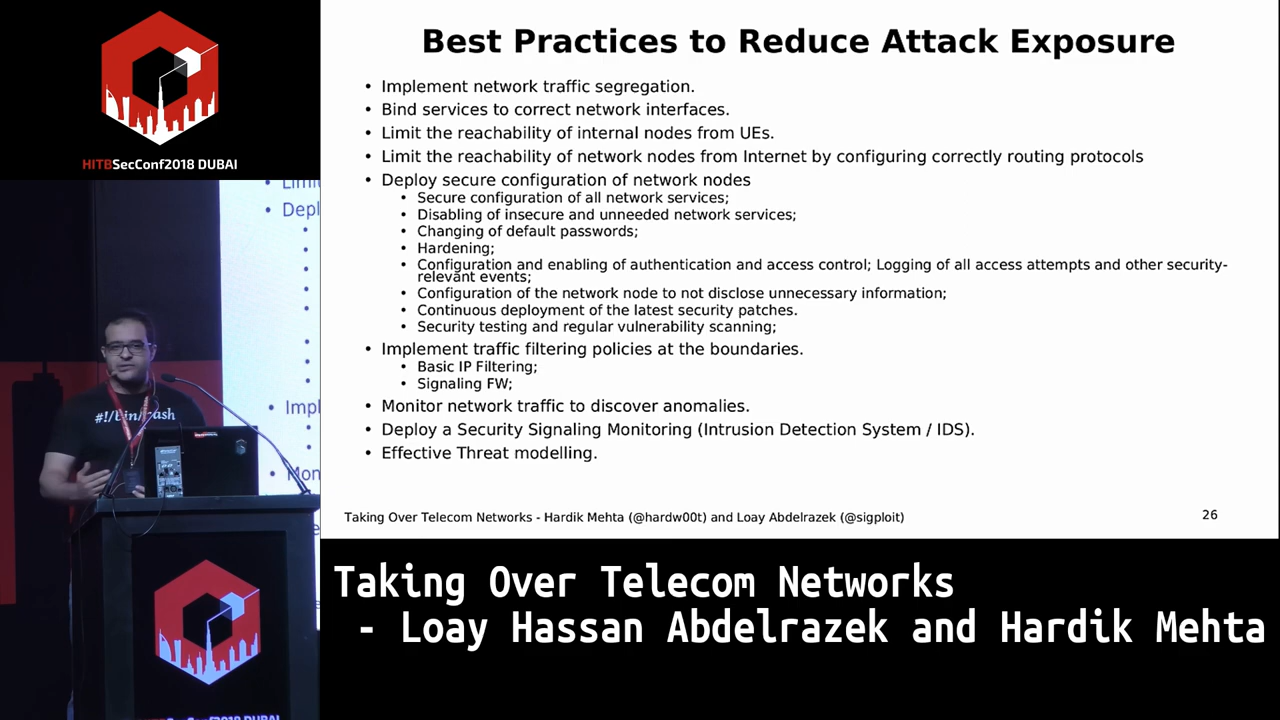 HITBSecConf2018 DUBAI
Best Practices to Reduce Attack Exposure
• Implement network traffic segregation.
• Bind services to correct network interfaces.
• Limit the reachability of internal nodes from UEs.
• Limit the reachability of network nodes from Internet by configuring correctly routing protocols
• Deploy secure configuration of network nodes
• Secure configuration of all network services;
• Disabling of insecure and unneeded network services;
• Changing of default passwords;
• Hardening;
• Configuration and enabling of authentication and access control; Logging of all access attempts and other security-
relevant events;
• Configuration of the network node to not disclose unnecessary information;
• Continuous deployment of the latest security patches.
• Security testing and regular vulnerability scanning;
• Implement traffic filtering policies at the boundaries.
• Basic IP Filtering;
• Signaling FW;
• Monitor network traffic to discover anomalies.
• Deploy a Security Signaling Monitoring (Intrusion Detection System / IDS).
• Effective Threat modelling.
Taking Over Telecom Networks - Hardik Mehta (@hardw00t) and Loay Abdelrazek (@sigploit)
26
• Depl
• Impl
• Mon
Taking Over Telecom Networks
- Loay Hassan Abdelrazek and Hardik Mehta